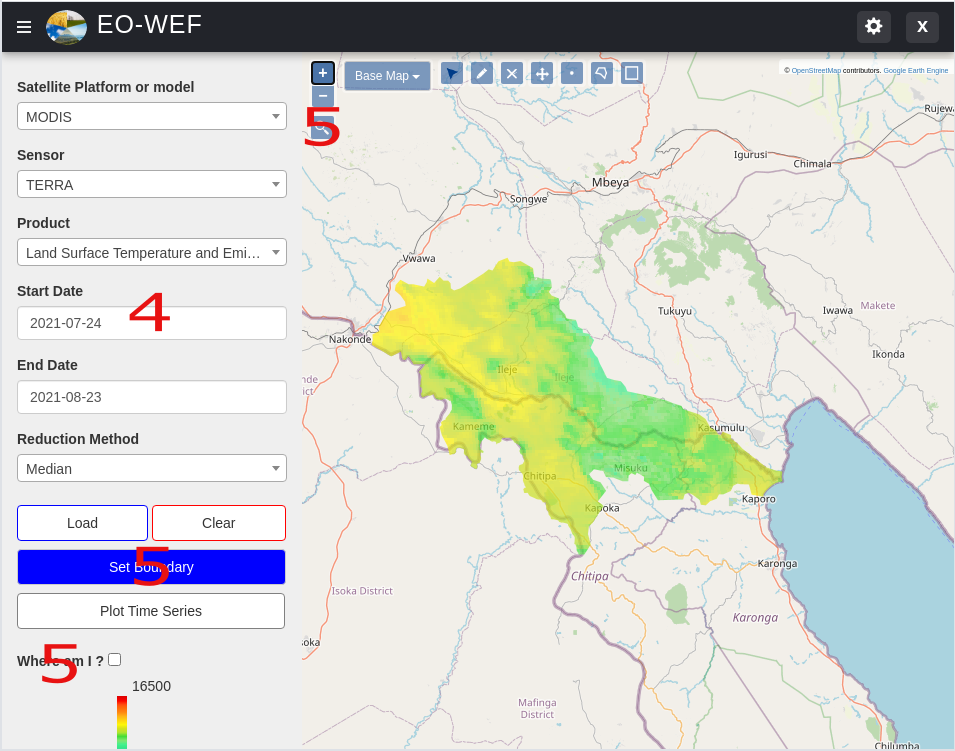 EO-WEF
X
Satellite Platform or model
MODIS
Sensor
TERRA
Product
Land Surface Temperature and Emi...
Start Date
4
2021-07-24
End Date
2021-08-23
Reduction Method
Median
Load
Clear
Set Boundary
5
Plot Time Series
Where am I ?
5
16500
+
−
5
Base Map
© OpenStreetMap contributors. Google Earth Engine
Rujewa
Igurusi
Chimala
Mbeya
Songwe
Vwawa
Makete
Tukuyu
Iwawa
Nakonde
Ikonda
Ileje
Ileje
nde
ict
Kameme
Kasumulu
Misuku
Chitipa
Kaporo
Kapoka
Karonga
Chitipa
Isoka District
Karonga
soka
Mafinga
District
Chilumba